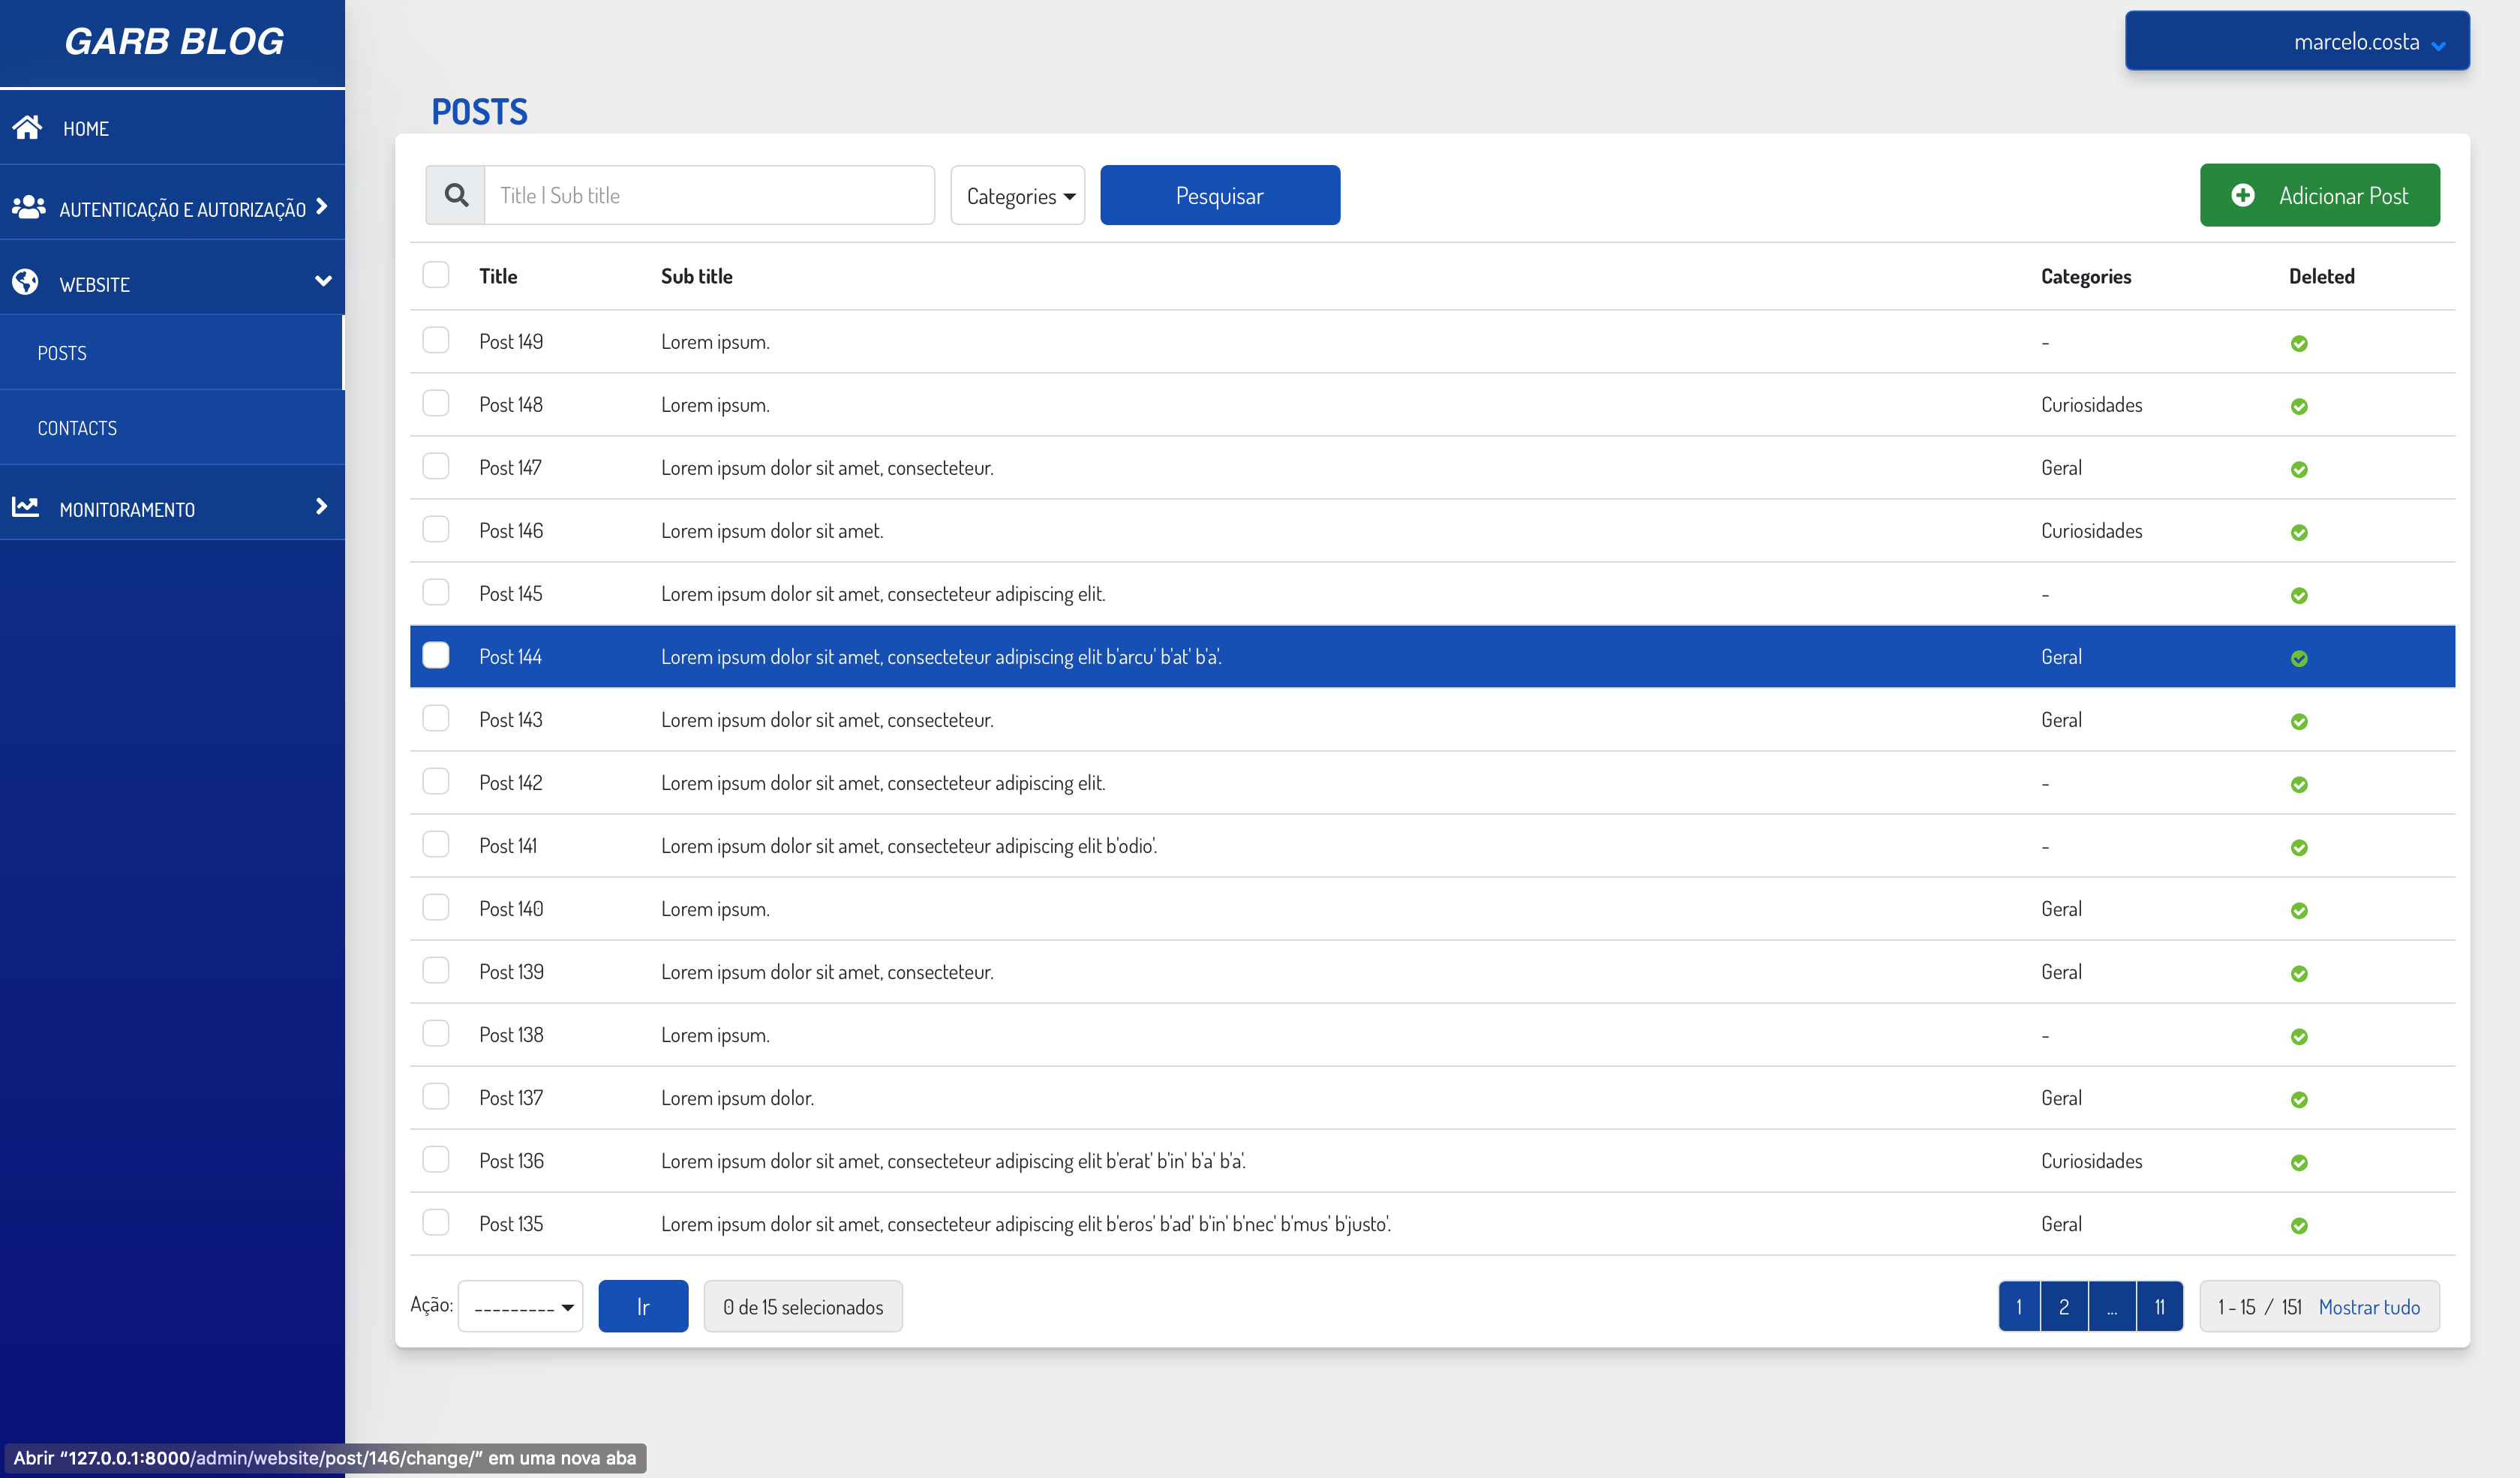 GARB BLOG
marcelo.costa
HOME
AUTENTICAÇÃO E AUTORIZAÇÃO
WEBSITE
POSTS
CONTACTS
MONITORAMENTO
POSTS
Title | Sub title
Categories
Pesquisar
Adicionar Post
Title Sub title Categories Deleted
Post 149 Lorem ipsum. -
Post 148 Lorem ipsum. Curiosidades
Post 147 Lorem ipsum dolor sit amet, consecteteur. Geral
Post 146 Lorem ipsum dolor sit amet. Curiosidades
Post 145 Lorem ipsum dolor sit amet, consecteteur adipiscing elit. -
Post 144 Lorem ipsum dolor sit amet, consecteteur adipiscing elit b'arcu' b'at' b'a'. Geral
Post 143 Lorem ipsum dolor sit amet, consecteteur. Geral
Post 142 Lorem ipsum dolor sit amet, consecteteur adipiscing elit. -
Post 141 Lorem ipsum dolor sit amet, consecteteur adipiscing elit b'odio'. -
Post 140 Lorem ipsum. Geral
Post 139 Lorem ipsum dolor sit amet, consecteteur. Geral
Post 138 Lorem ipsum. -
Post 137 Lorem ipsum dolor. Geral
Post 136 Lorem ipsum dolor sit amet, consecteteur adipiscing elit b'erat' b'in' b'a' b'a'. Curiosidades
Post 135 Lorem ipsum dolor sit amet, consecteteur adipiscing elit b'eros' b'ad' b'in' b'nec' b'mus' b'justo'. Geral
Ação: --------- Ir 0 de 15 selecionados 1 2 ... 11 1 - 15 / 151 Mostrar tudo
Abrir “127.0.0.1:8000/admin/website/post/146/change/” em uma nova aba